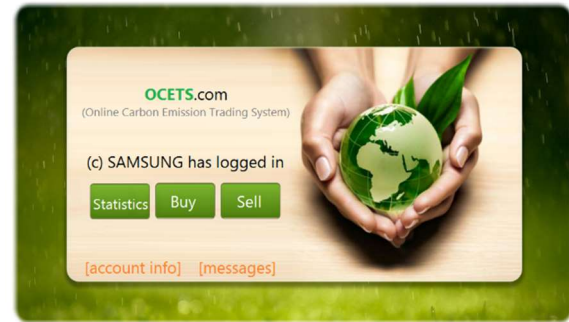 OCETS.com
(Online Carbon Emission Trading System)
(c) SAMSUNG has logged in
Statistics Buy Sell
[account info] [messages]